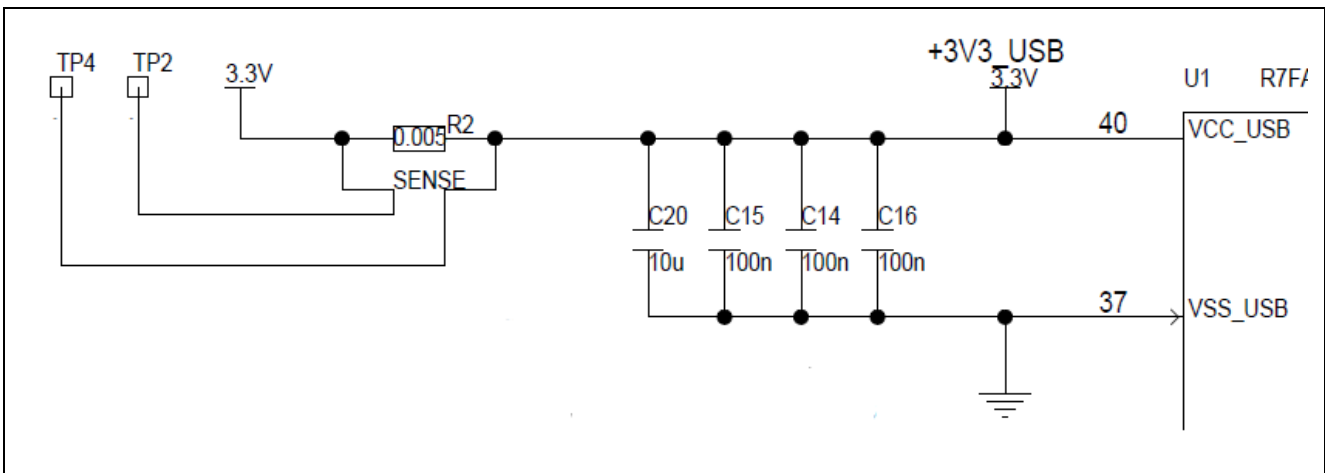 +3V3_USB
TP4 TP2 3.3V 3.3V U1 R7FA
0.005 R2 40 VCC_USB
SENSE
C20 C15 C14 C16
10u 100n 100n 100n
37 VSS_USB